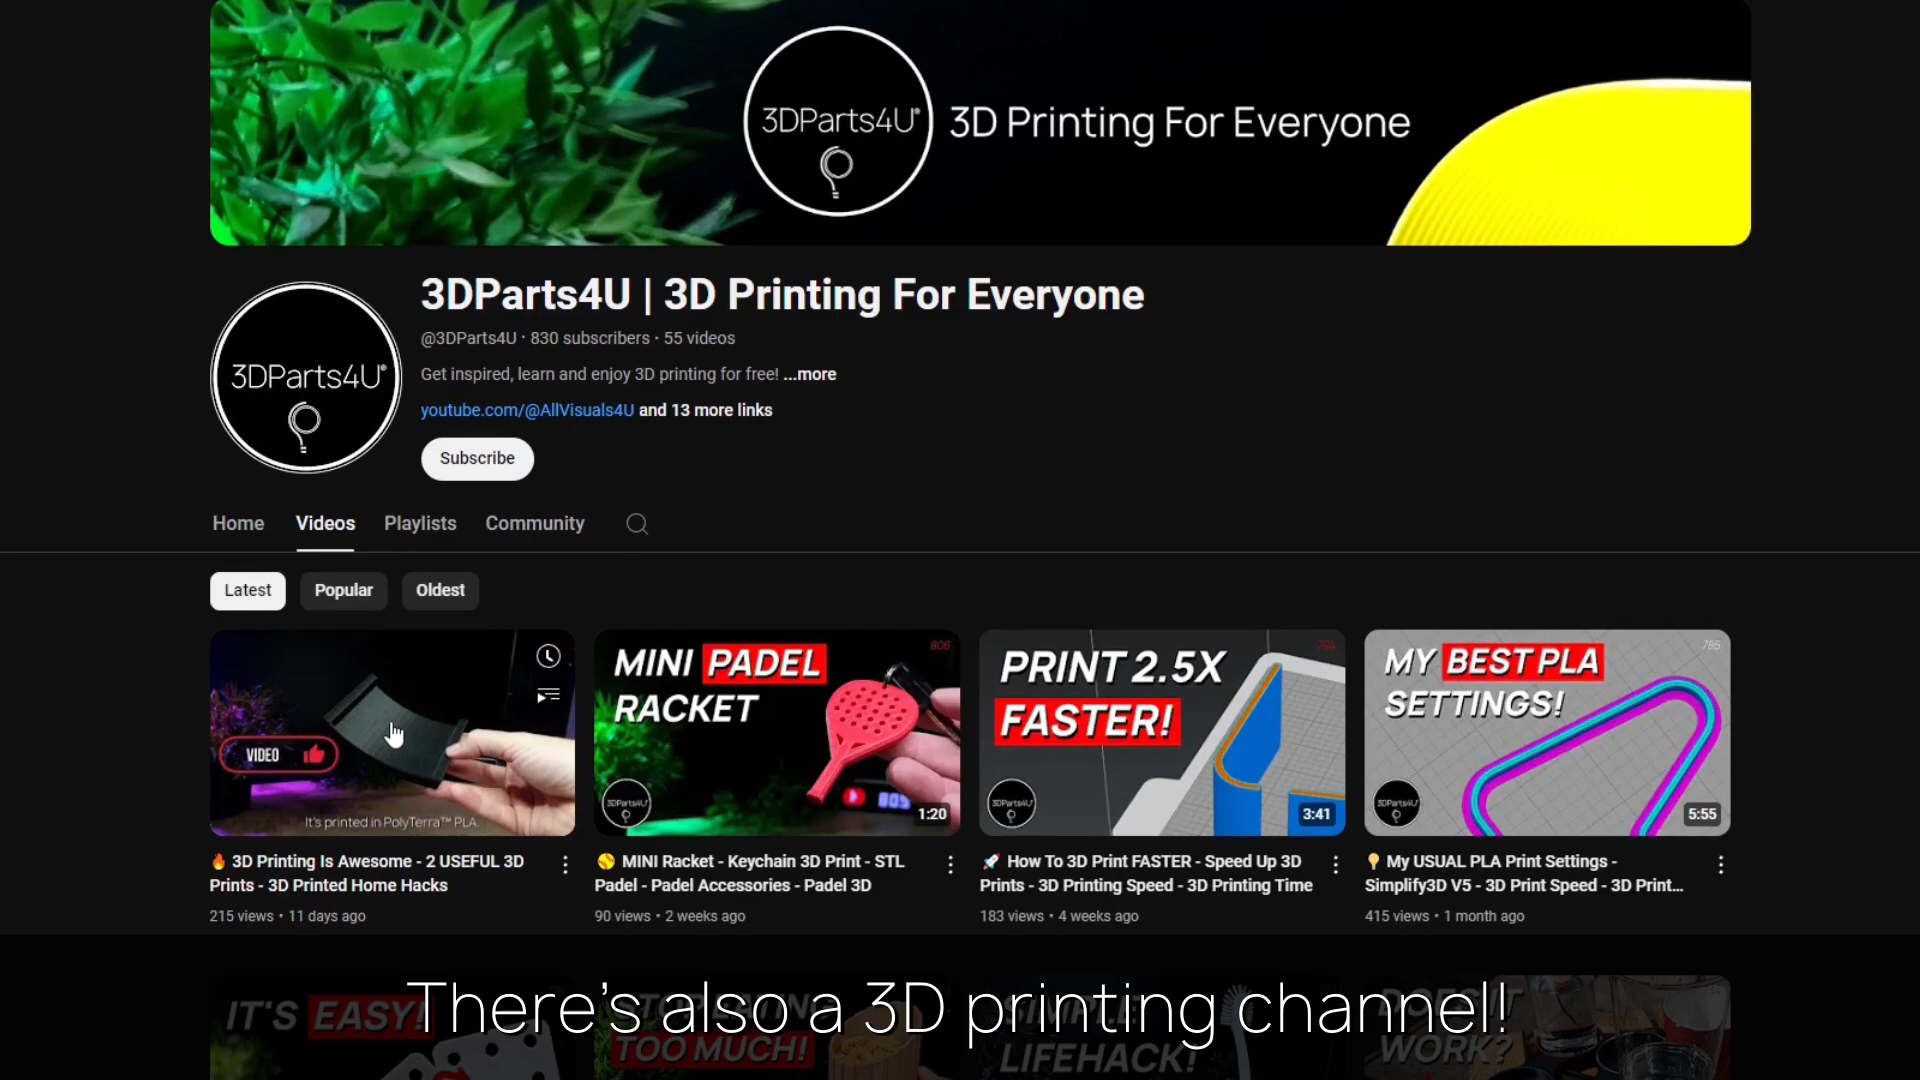 3DParts4U®
3D Printing For Everyone
3DParts4U | 3D Printing For Everyone
@3DParts4U · 830 subscribers · 55 videos
3DParts4U®
Get inspired, learn and enjoy 3D printing for free! ...more
youtube.com/@AllVisuals4U and 13 more links
Subscribe
Home Videos Playlists Community
Latest Popular Oldest
VIDEO
It's printed in PolyTerra™ PLA.
806
MINI PADEL
RACKET
3DParts4U
805
1:20
PRINT 2.5X
FASTER!
3DParts4U
3:41
785
MY BEST PLA
SETTINGS!
3DParts4U
5:55
🔥 3D Printing Is Awesome - 2 USEFUL 3D
Prints - 3D Printed Home Hacks
215 views • 11 days ago
🥎 MINI Racket - Keychain 3D Print - STL
Padel - Padel Accessories - Padel 3D
90 views • 2 weeks ago
🚀 How To 3D Print FASTER - Speed Up 3D
Prints - 3D Printing Speed - 3D Printing Time
183 views • 4 weeks ago
💡 My USUAL PLA Print Settings -
Simplify3D V5 - 3D Print Speed - 3D Print...
415 views • 1 month ago
IT'S EASY!
TOO MUCH!
LIFEHACK!
WORK?
There's also a 3D printing channel!